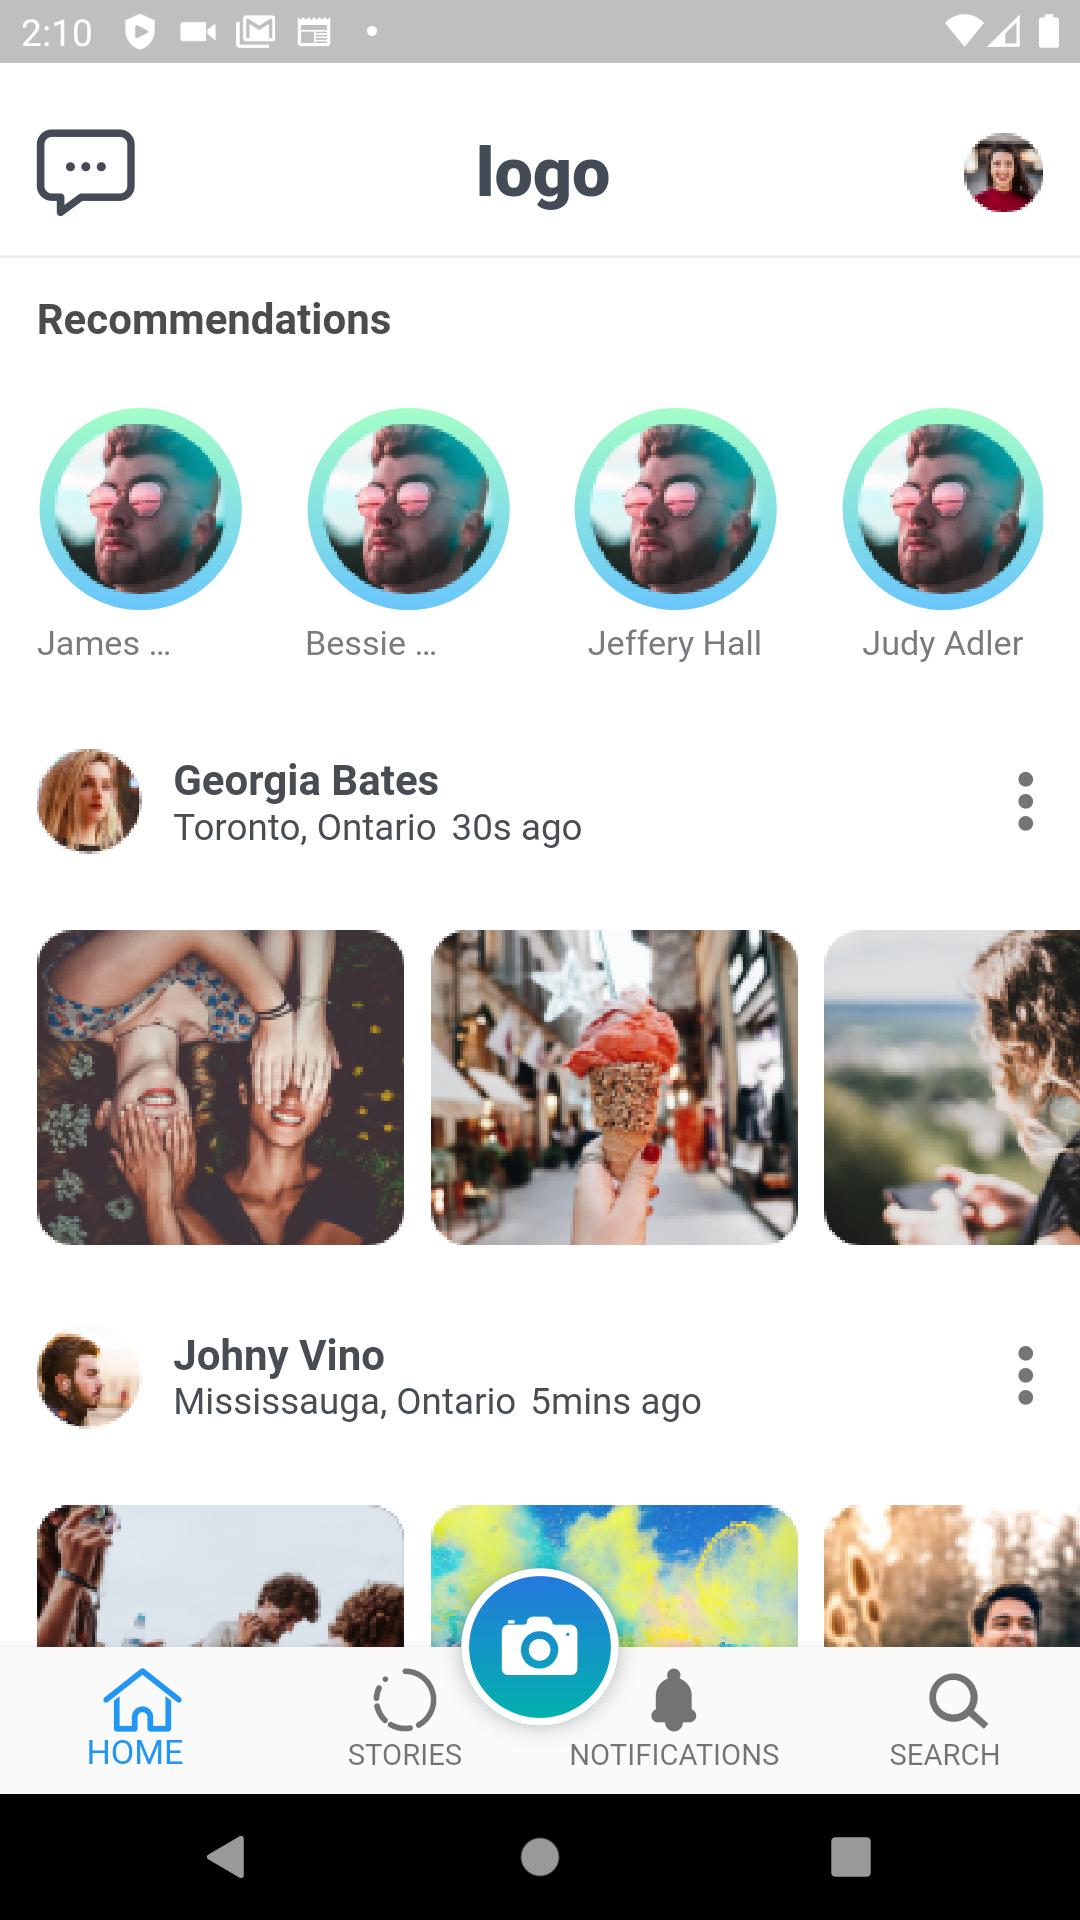 2:10
logo
Recommendations
James ...
Bessie ...
Jeffery Hall
Judy Adler
Georgia Bates
Toronto, Ontario 30s ago
Johny Vino
Mississauga, Ontario 5mins ago
HOME
STORIES
NOTIFICATIONS
SEARCH